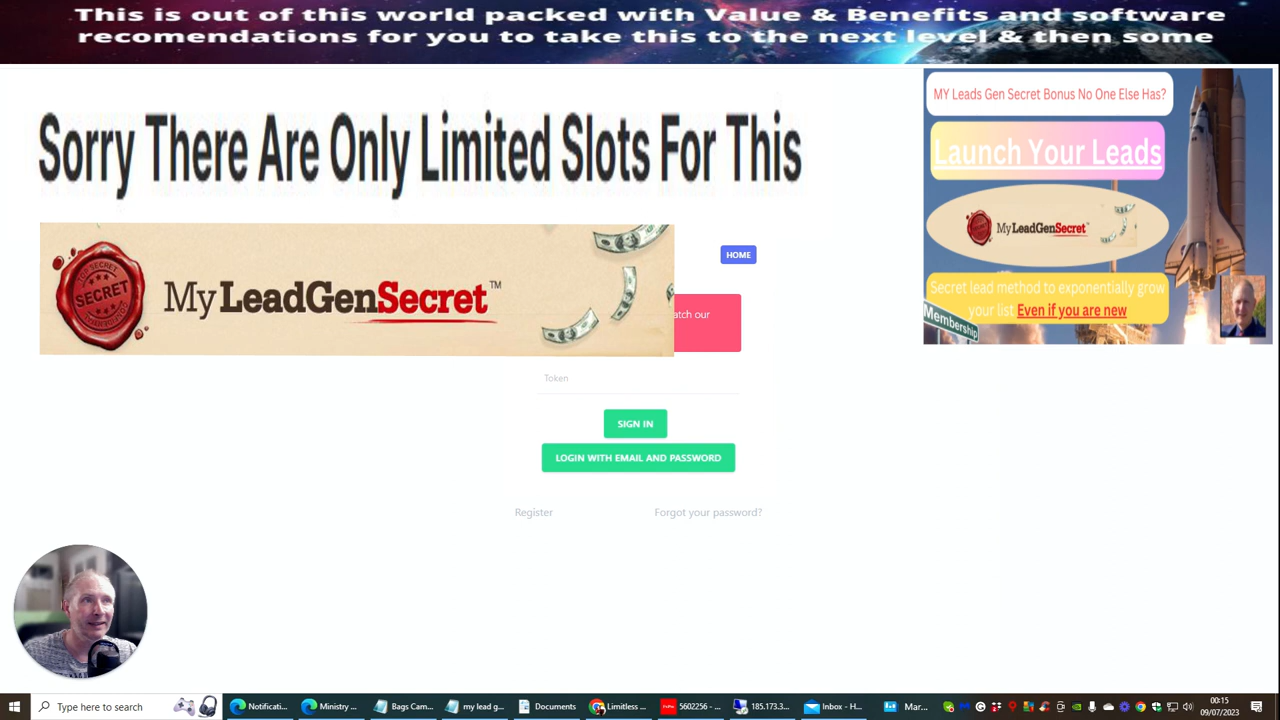 This is out of this world packed with Value & Benefits and software
recomendations for you to take this to the next level & then some
Sorry There Are Only Limited Slots For This
TOP SECRET
SECRET
MyLeadGenSecret™
HOME
atch our
Token
SIGN IN
LOGIN WITH EMAIL AND PASSWORD
Register
Forgot your password?
MY Leads Gen Secret Bonus No One Else Has?
Launch Your Leads
MyLeadGenSecret
Secret lead method to exponentially grow
your list Even if you are new
Membership
Type here to search
Notificati...
Ministry ...
Bags Cam...
my lead g...
Documents
Limitless ...
5602256 - ...
185.173.3...
Inbox - H...
Mar...
00:15
09/07/2023